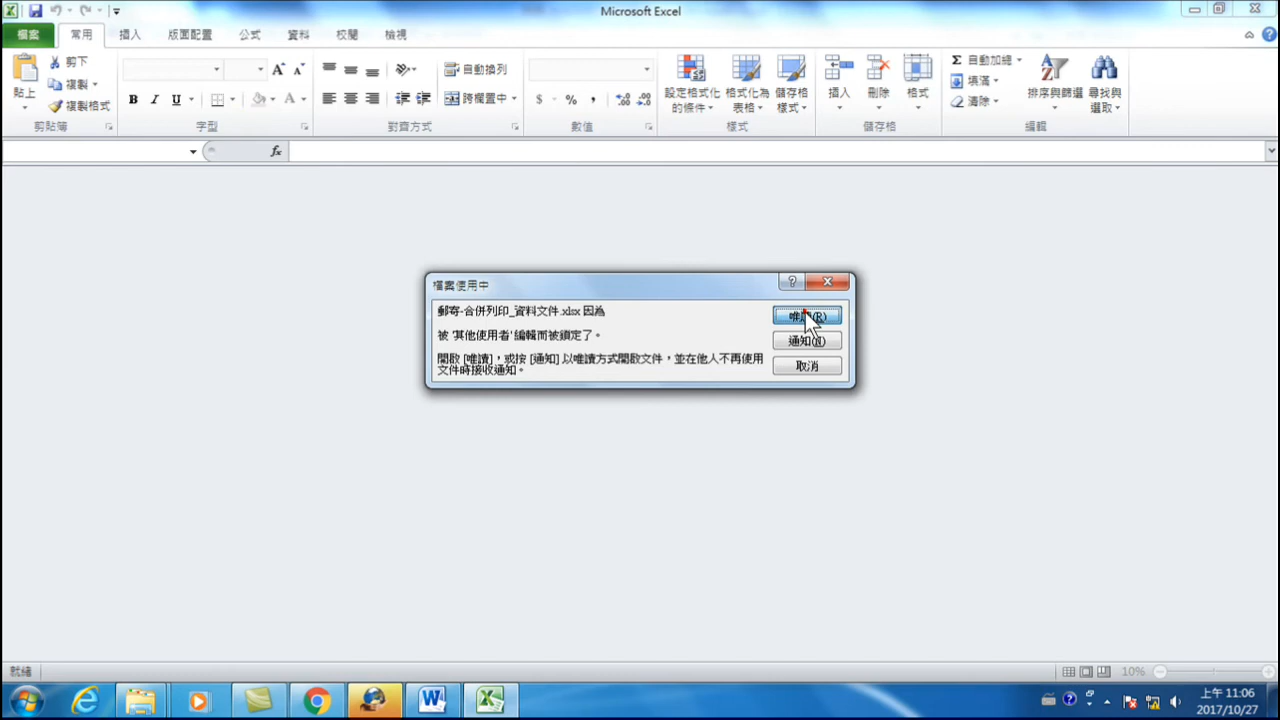 Microsoft Excel
檔案 常用 插入 版面配置 公式 資料 校閱 檢視
貼上
剪下
複製
複製格式
剪貼簿
B I U
A A
字型
自動換列
跨欄置中
對齊方式
$ % ,
數值
設定格式化
的條件
格式化為
表格
儲存格
樣式
樣式
插入 刪除 格式
儲存格
Σ 自動加總
填滿
清除
排序與篩選
尋找與
選取
編輯
fx
檔案使用中
郵寄-合併列印_資料文件.xlsx 因為
被 '其他使用者' 編輯而被鎖定了。
開啟 [唯讀]，或按 [通知] 以唯讀方式開啟文件，並在他人不再使用
文件時接收通知。
唯讀(R)
通知(N)
取消
就緒
10%
上午 11:06
2017/10/27